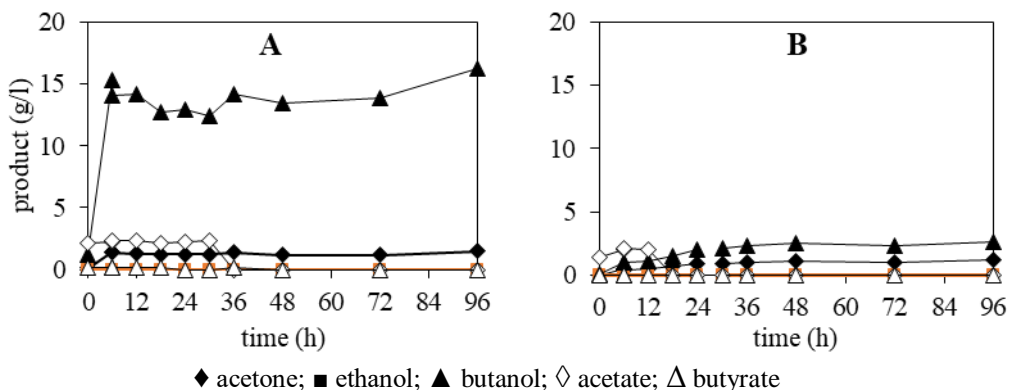 A
B
product (g/l)
20
15
10
5
0
20
15
10
5
0
0 12 24 36 48 60 72 84 96
0 12 24 36 48 60 72 84 96
time (h)
time (h)
♦ acetone; ■ ethanol; ▲ butanol; ◊ acetate; Δ butyrate